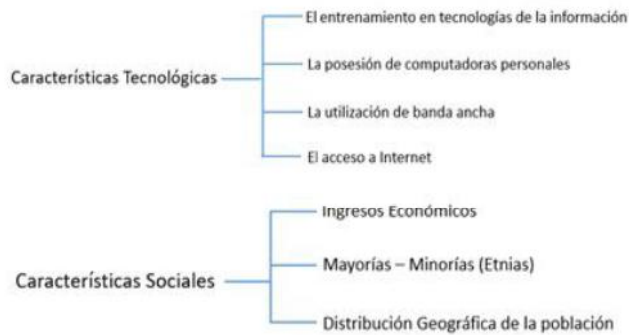 Características Tecnológicas
El entrenamiento en tecnologías de la información
La posesión de computadoras personales
La utilización de banda ancha
El acceso a Internet
Características Sociales
Ingresos Económicos
Mayorías – Minorías (Etnias)
Distribución Geográfica de la población